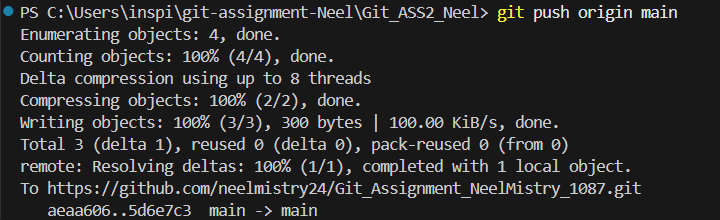 PS C:\Users\inspi\git-assignment-Neel\Git_ASS2_Neel> git push origin main
Enumerating objects: 4, done.
Counting objects: 100% (4/4), done.
Delta compression using up to 8 threads
Compressing objects: 100% (2/2), done.
Writing objects: 100% (3/3), 300 bytes | 100.00 KiB/s, done.
Total 3 (delta 1), reused 0 (delta 0), pack-reused 0 (from 0)
remote: Resolving deltas: 100% (1/1), completed with 1 local object.
To https://github.com/neelmistry24/Git_Assignment_NeelMistry_1087.git
   aeaa606..5d6e7c3  main -> main